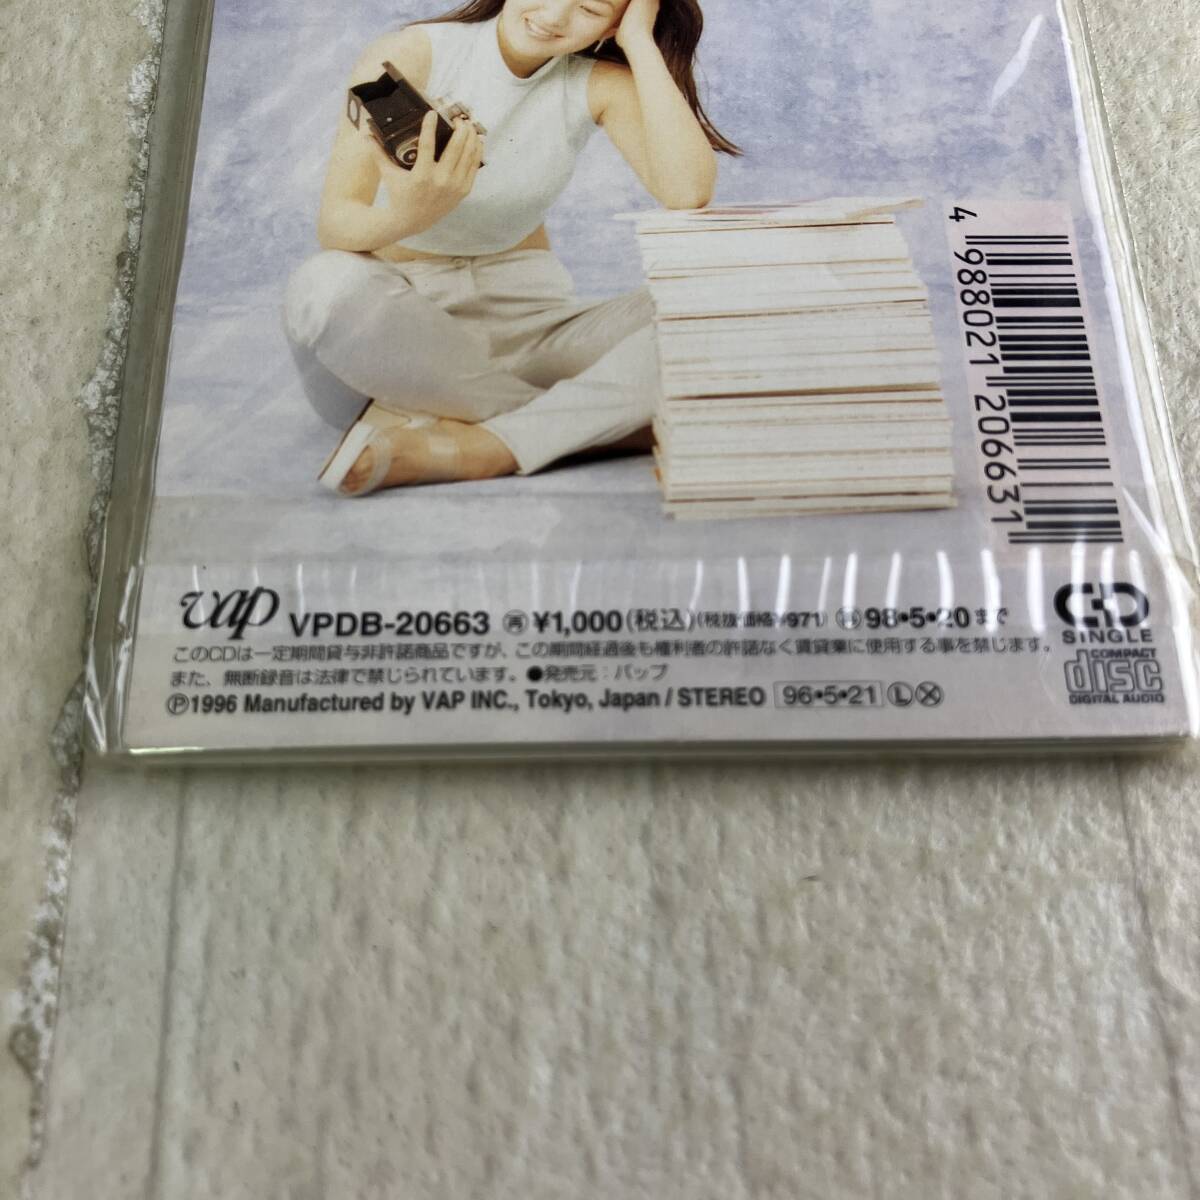 4 988021 206631
vap VPDB-20663 ㊢¥1,000(税込)(税抜価格¥971) 98•5•20まで
このCDは一定期間貸与非許諾商品ですが、この期間経過後も権利者の許諾なく賃貸業に使用する事を禁じます。
また、無断録音は法律で禁じられています。●発売元：バップ
Ⓟ1996 Manufactured by VAP INC., Tokyo, Japan / STEREO 96•5•21 Ⓛ
CD
SINGLE
COMPACT
disc
DIGITAL AUDIO